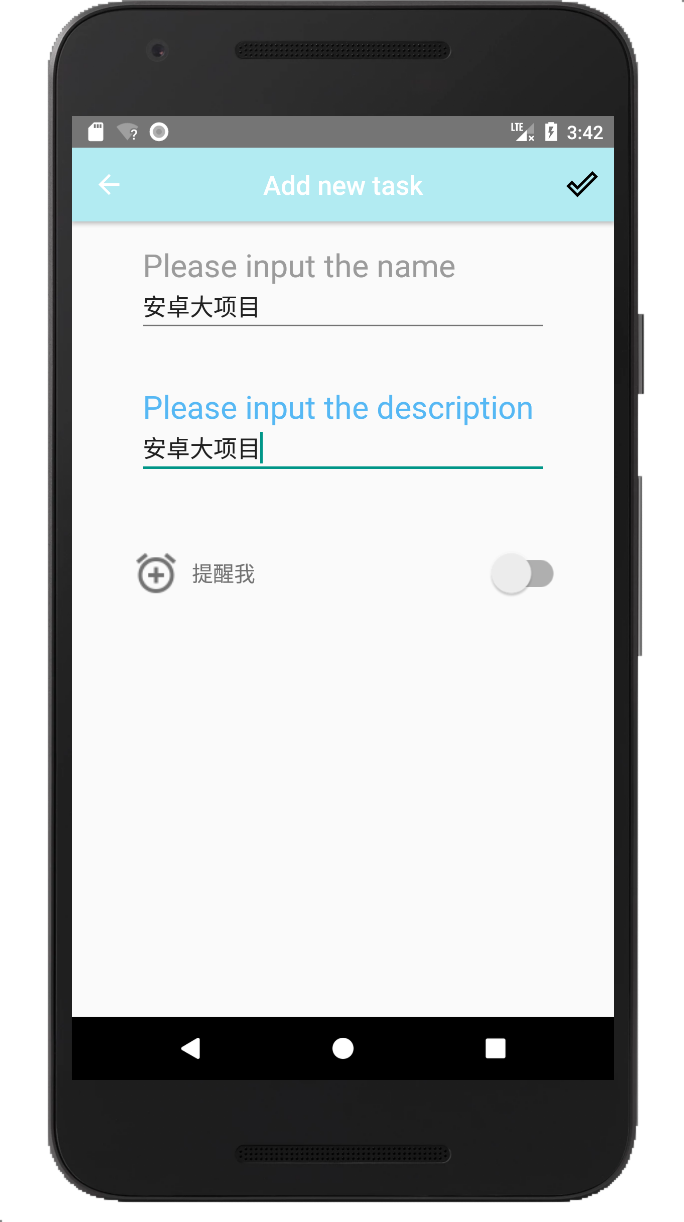 LTE 3:42
Add new task
Please input the name
安卓大项目
Please input the description
安卓大项目
提醒我